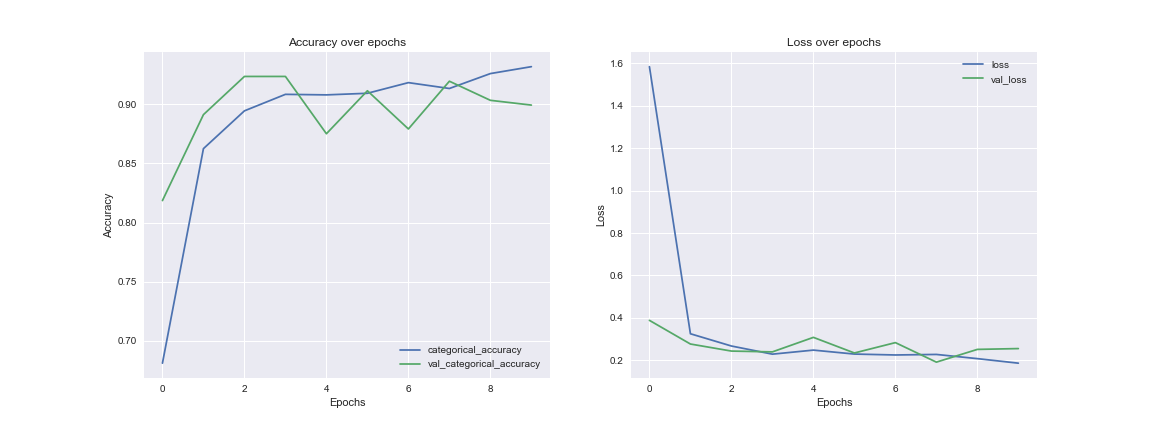 Accuracy over epochs
0.90
0.85
0.80
0.75
0.70
Accuracy
0 2 4 6 8
Epochs
categorical_accuracy
val_categorical_accuracy
Loss over epochs
1.6
1.4
1.2
1.0
0.8
0.6
0.4
0.2
Loss
0 2 4 6 8
Epochs
loss
val_loss